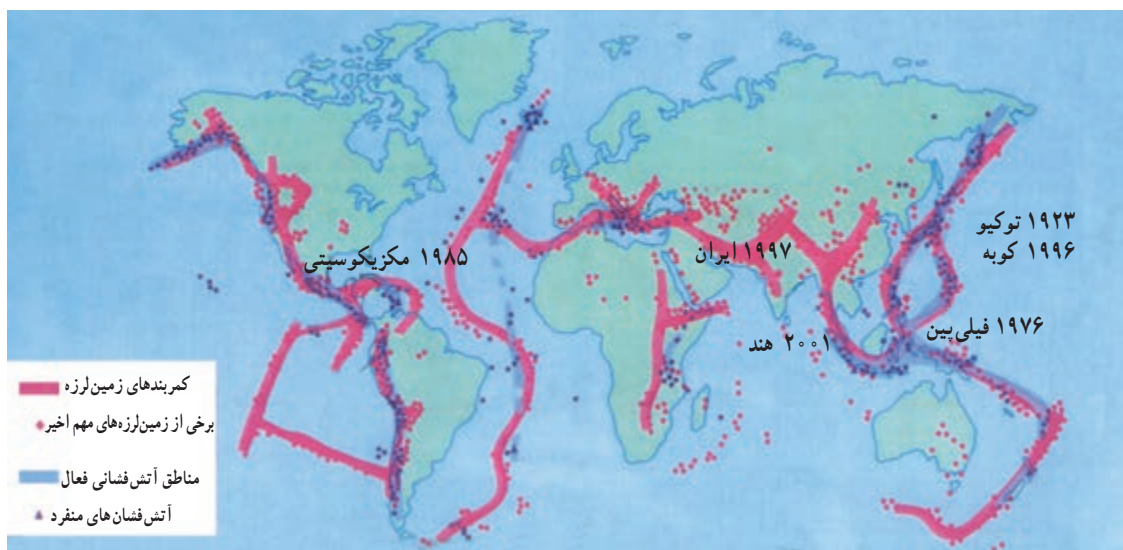 ۱۹۲۳ توکیو
۱۹۹۶ کوبه
۱۹۸۵ مکزیکوسیتی
۱۹۹۷ ایران
۱۹۷۶ فیلی‌پین
۲۰۰۱ هند
کمربندهای زمین‌لرزه
برخی از زمین‌لرزه‌های مهم اخیر
مناطق آتش‌فشانی فعال
آتش‌فشان‌های منفرد